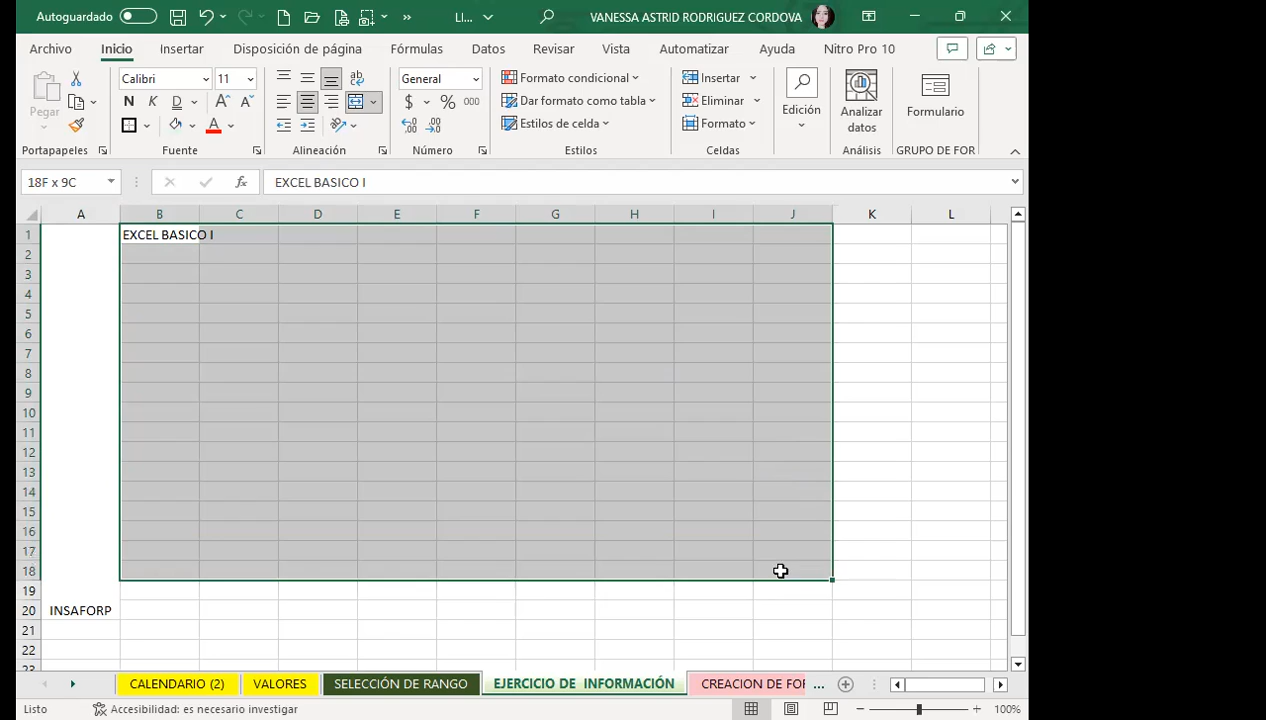 Autoguardado
LI...
VANESSA ASTRID RODRIGUEZ CORDOVA
Archivo Inicio Insertar Disposición de página Fórmulas Datos Revisar Vista Automatizar Ayuda Nitro Pro 10
Pegar
Portapapeles
Calibri 11
N K D
A A
A
Fuente
ab
Alineación
General
$ % 000
Número
Formato condicional
Dar formato como tabla
Estilos de celda
Estilos
Insertar
Eliminar
Formato
Celdas
Edición
Analizar
datos
Análisis
Formulario
GRUPO DE FOR
18F x 9C
fx
EXCEL BASICO I
A B C D E F G H I J K L
1 EXCEL BASICO I
2
3
4
5
6
7
8
9
10
11
12
13
14
15
16
17
18
19
20 INSAFORP
21
22
23
CALENDARIO (2) VALORES SELECCIÓN DE RANGO EJERCICIO DE INFORMACIÓN CREACION DE FOR ...
Listo Accesibilidad: es necesario investigar 100%